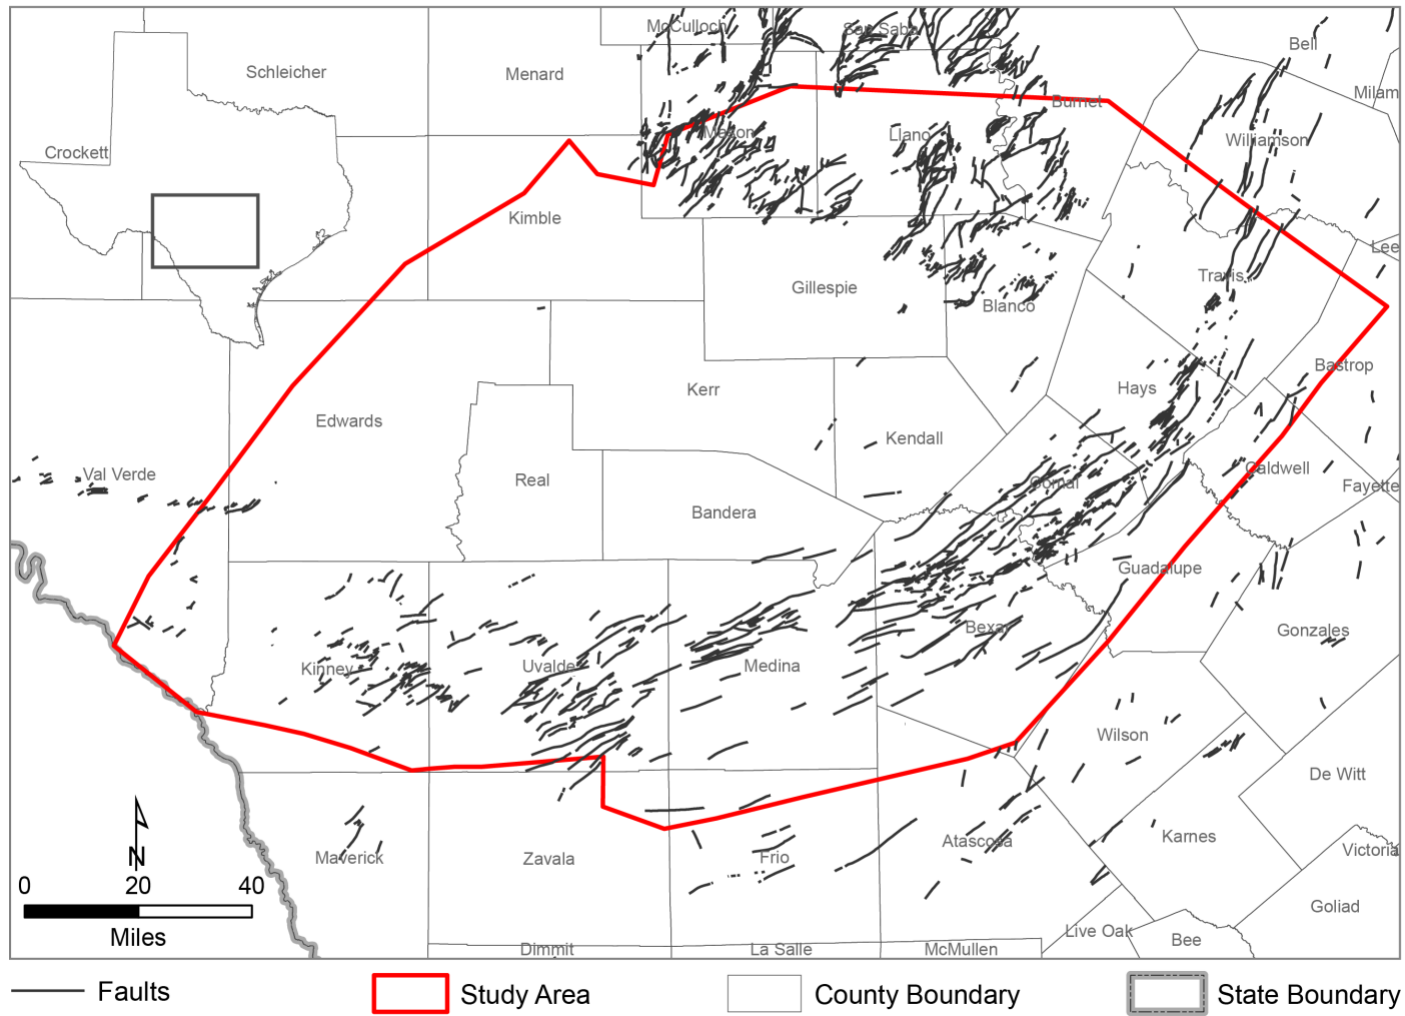 McCulloch
San Saba
Bell
Schleicher
Menard
Milam
Burnet
Mason
Llano
Williamson
Crockett
Kimble
Lee
Travis
Gillespie
Blanco
Bastrop
Kerr
Hays
Edwards
Kendall
Caldwell
Val Verde
Real
Comal
Fayette
Bandera
Guadalupe
Bexar
Gonzales
Kinney
Uvalde
Medina
Wilson
De Witt
Karnes
Atascosa
Victoria
Maverick
Zavala
Frio
N
0 20 40
Miles
Goliad
Live Oak
Bee
Dimmit
La Salle
McMullen
Faults
Study Area
County Boundary
State Boundary